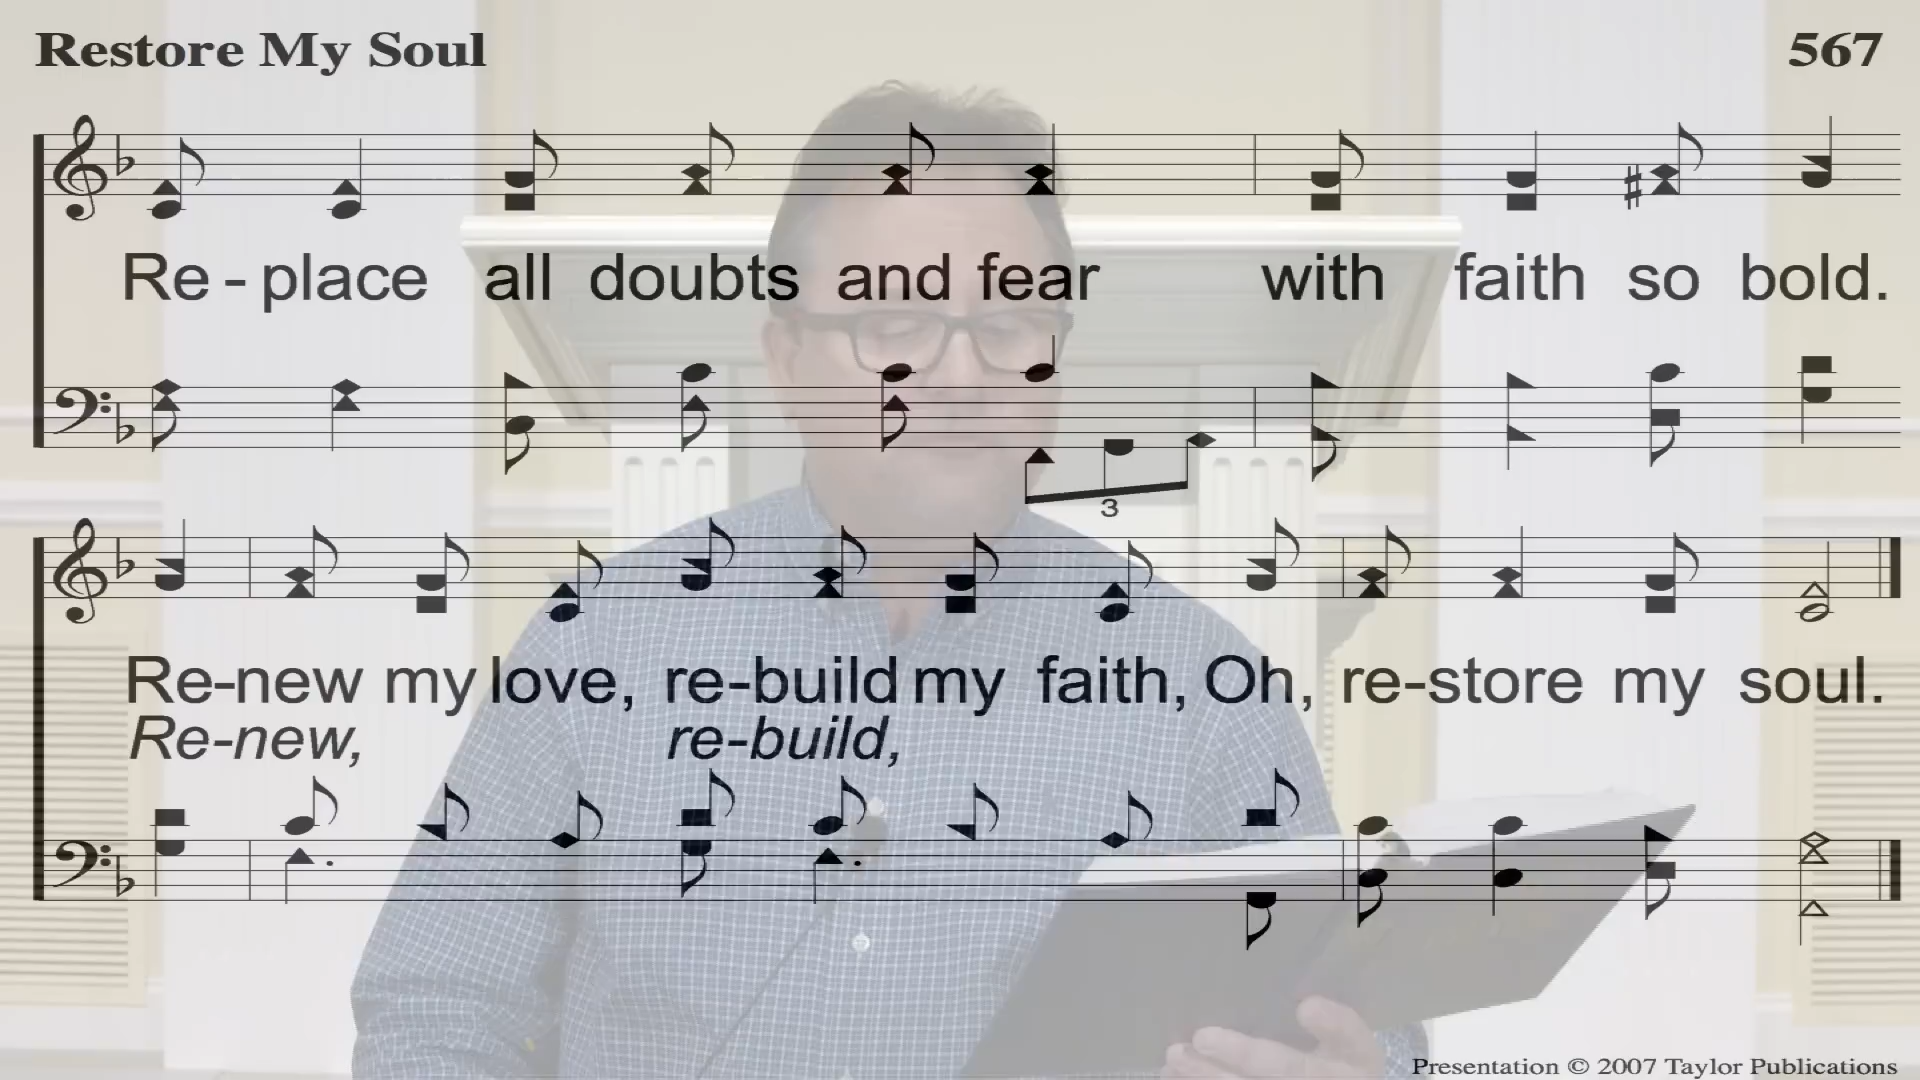 Restore My Soul 567
Re - place all doubts and fear with faith so bold.
3
Re-new my love, re-build my faith, Oh, re-store my soul.
Re-new, re-build,
Presentation © 2007 Taylor Publications